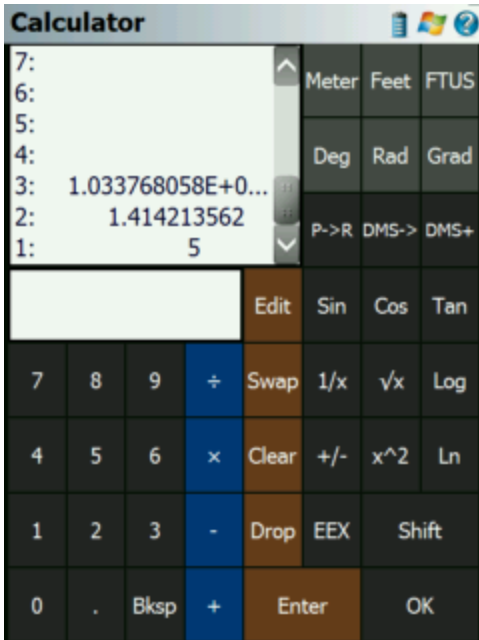 Calculator ?
7:
6:
5:
4:
3: 1.033768058E+0...
2: 1.414213562
1: 5
Meter Feet FTUS
Deg Rad Grad
P->R DMS-> DMS+
Edit Sin Cos Tan
7 8 9 ÷ Swap 1/x √x Log
4 5 6 × Clear +/- x^2 Ln
1 2 3 - Drop EEX Shift
0 . Bksp + Enter OK